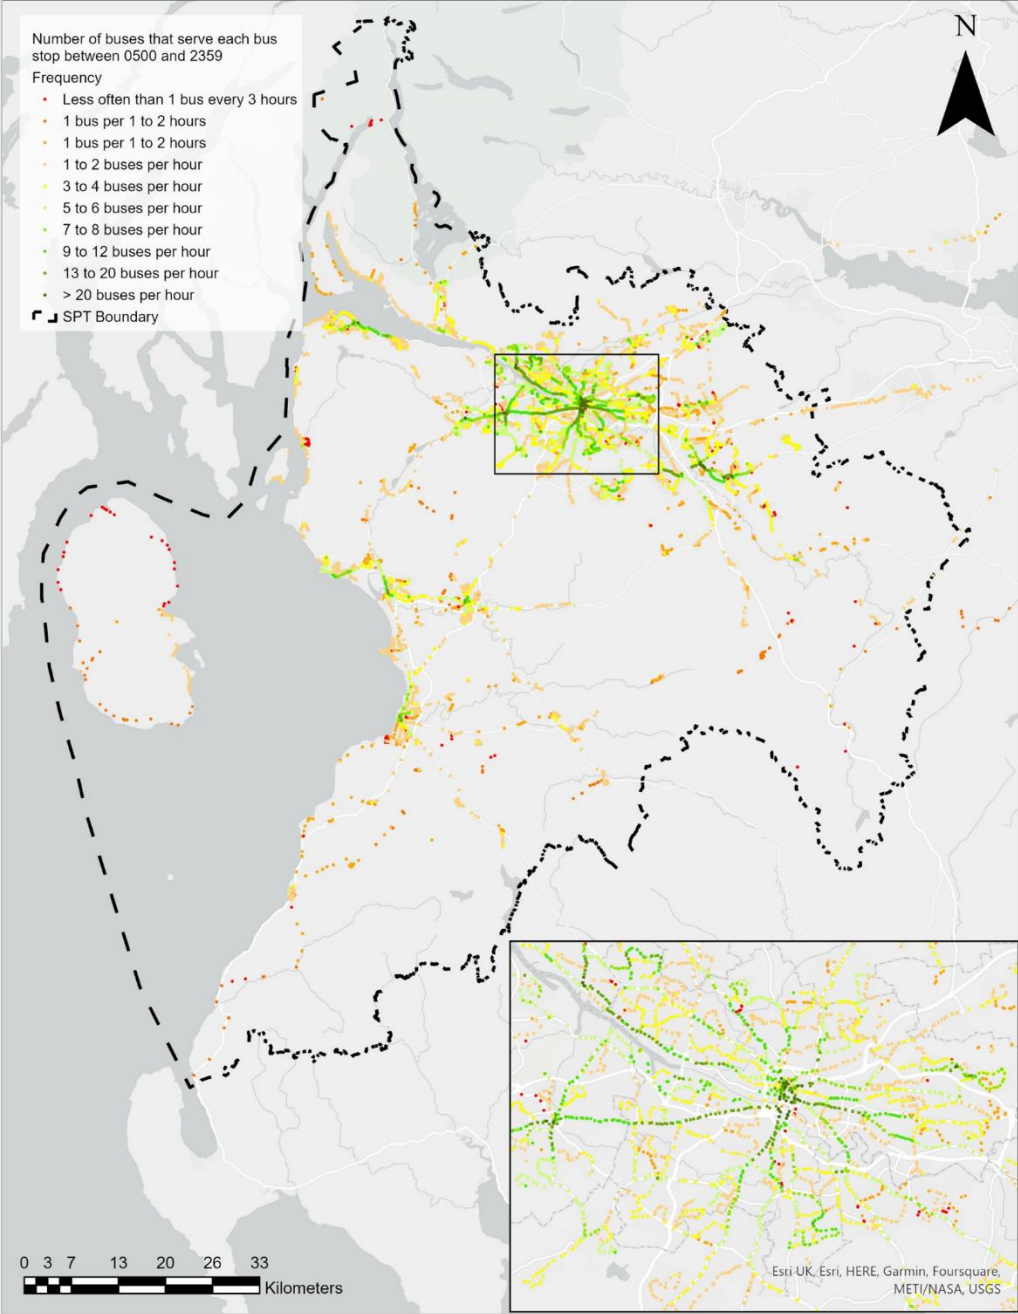 Number of buses that serve each bus
stop between 0500 and 2359
Frequency
Less often than 1 bus every 3 hours
1 bus per 1 to 2 hours
1 bus per 1 to 2 hours
1 to 2 buses per hour
3 to 4 buses per hour
5 to 6 buses per hour
7 to 8 buses per hour
9 to 12 buses per hour
13 to 20 buses per hour
> 20 buses per hour
SPT Boundary
N
0 3 7 13 20 26 33
Kilometers
Esri UK, Esri, HERE, Garmin, Foursquare,
METI/NASA, USGS